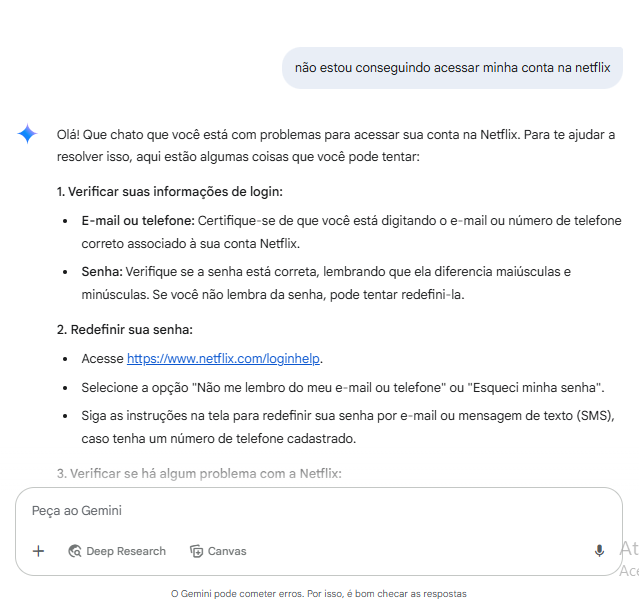 não estou conseguindo acessar minha conta na netflix
Olá! Que chato que você está com problemas para acessar sua conta na Netflix. Para te ajudar a
resolver isso, aqui estão algumas coisas que você pode tentar:
1. Verificar suas informações de login:
• E-mail ou telefone: Certifique-se de que você está digitando o e-mail ou número de telefone
correto associado à sua conta Netflix.
• Senha: Verifique se a senha está correta, lembrando que ela diferencia maiúsculas e
minúsculas. Se você não lembra da senha, pode tentar redefini-la.
2. Redefinir sua senha:
• Acesse https://www.netflix.com/loginhelp.
• Selecione a opção "Não me lembro do meu e-mail ou telefone" ou "Esqueci minha senha".
• Siga as instruções na tela para redefinir sua senha por e-mail ou mensagem de texto (SMS),
caso tenha um número de telefone cadastrado.
3. Verificar se há algum problema com a Netflix:
Peça ao Gemini
Deep Research Canvas
O Gemini pode cometer erros. Por isso, é bom checar as respostas